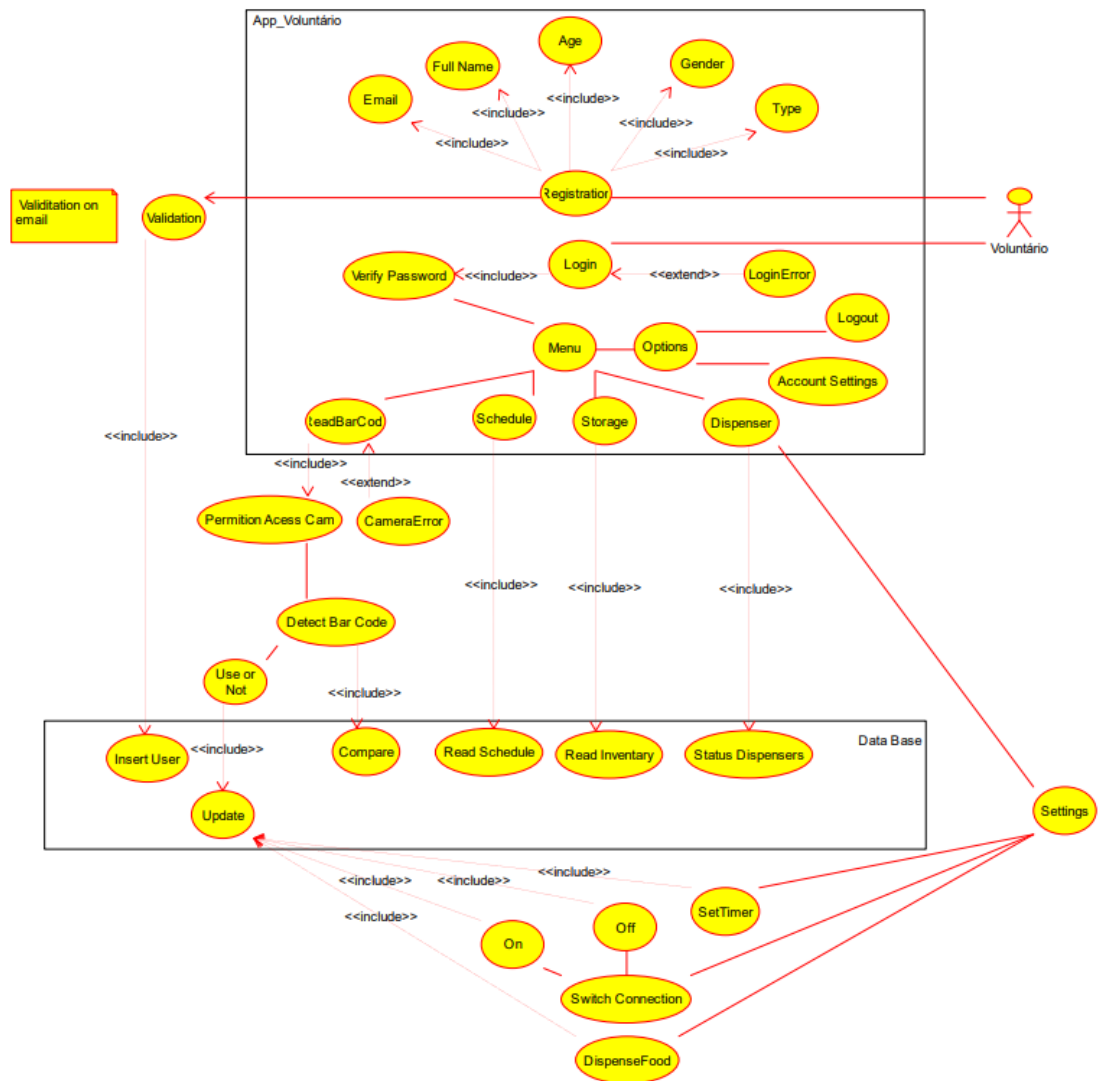 App_Voluntário
Age
Full Name
Gender
Email
Type
<<include>>
<<include>>
<<include>>
<<include>>
<<include>>
Registration
Validitation on
email
Validation
Voluntário
Login
Verify Password
<<include>>
<<extend>>
LoginError
Logout
Menu
Options
Account Settings
ReadBarCod
Schedule
Storage
Dispenser
<<include>>
<<include>>
<<extend>>
Permition Acess Cam
CameraError
<<include>>
<<include>>
<<include>>
Detect Bar Code
Use or
Not
<<include>>
Data Base
Insert User
<<include>>
Compare
Read Schedule
Read Inventary
Status Dispensers
Update
Settings
<<include>>
<<include>>
<<include>>
<<include>>
SetTimer
Off
On
Switch Connection
DispenseFood